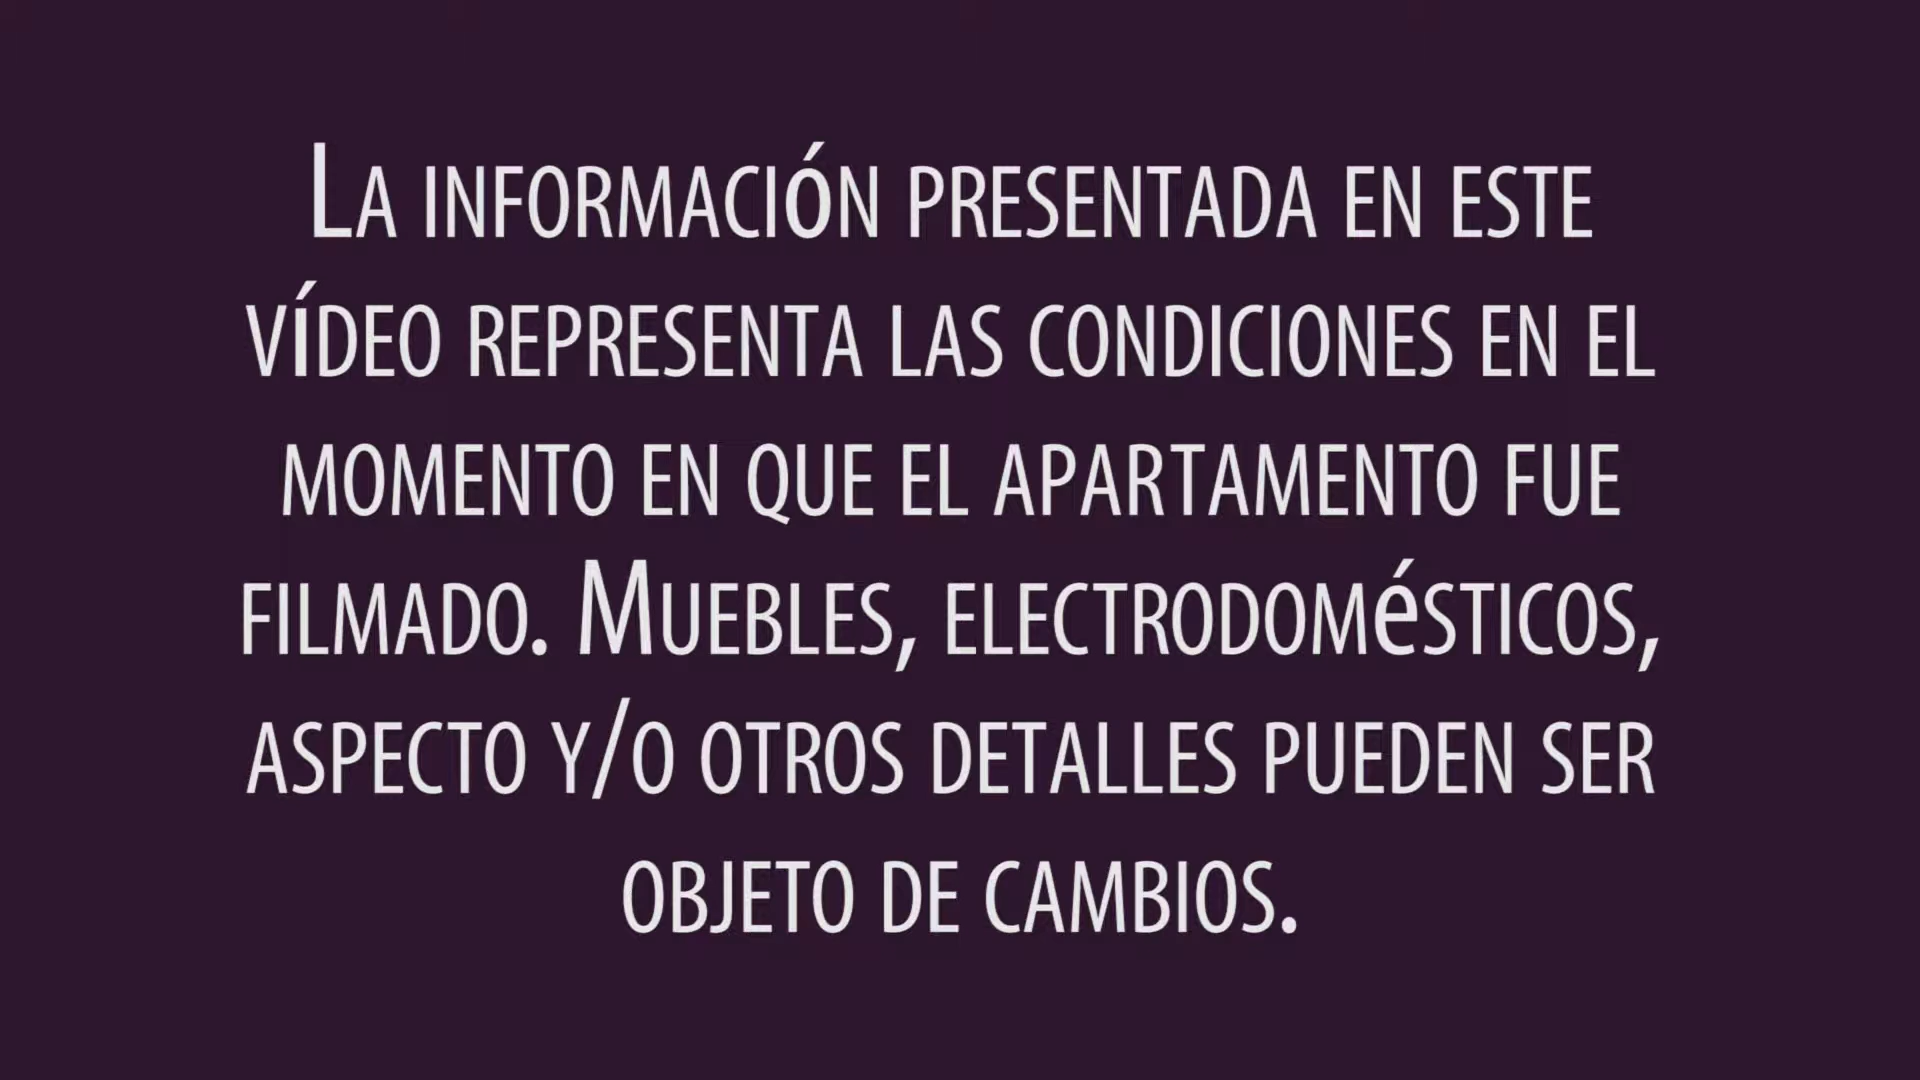 La información presentada en este
vídeo representa las condiciones en el
momento en que el apartamento fue
filmado. Muebles, electrodomésticos,
aspecto y/o otros detalles pueden ser
objeto de cambios.